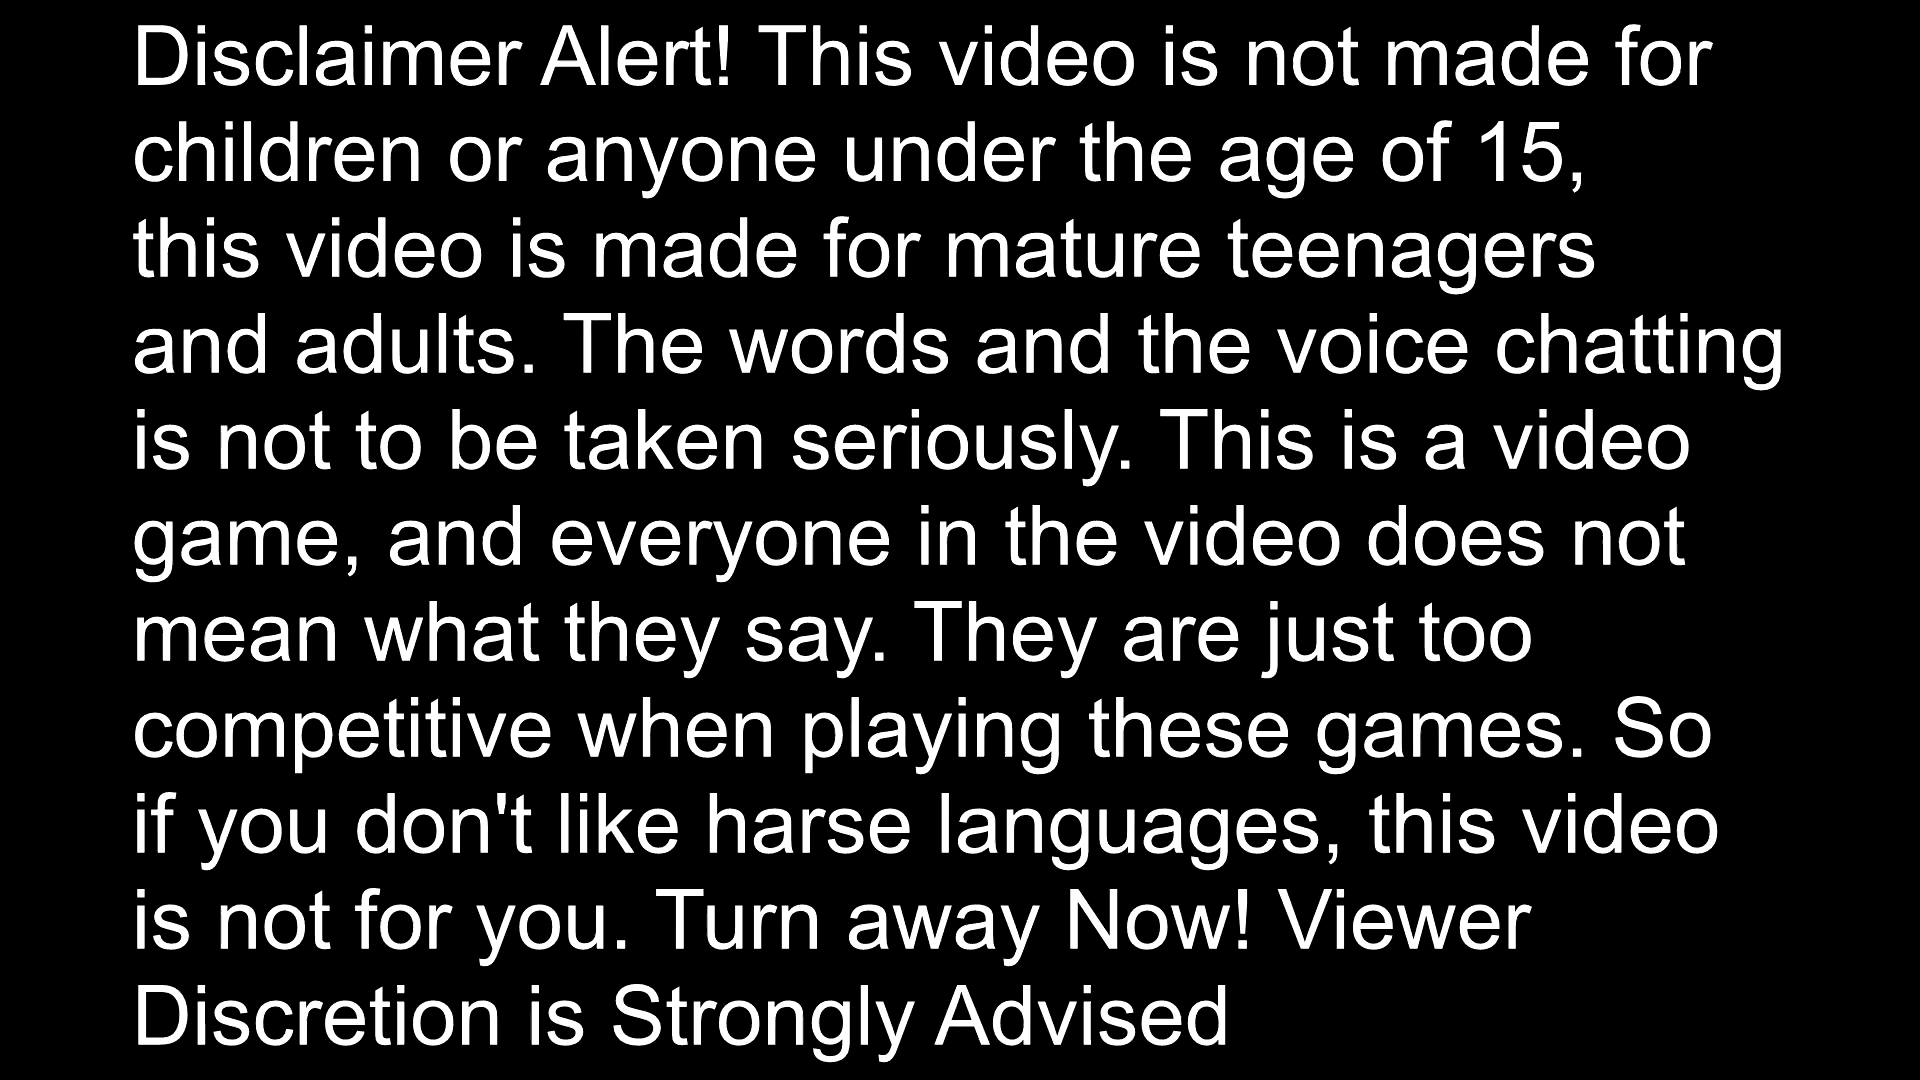 Disclaimer Alert! This video is not made for
children or anyone under the age of 15,
this video is made for mature teenagers
and adults. The words and the voice chatting
is not to be taken seriously. This is a video
game, and everyone in the video does not
mean what they say. They are just too
competitive when playing these games. So
if you don't like harse languages, this video
is not for you. Turn away Now! Viewer
Discretion is Strongly Advised